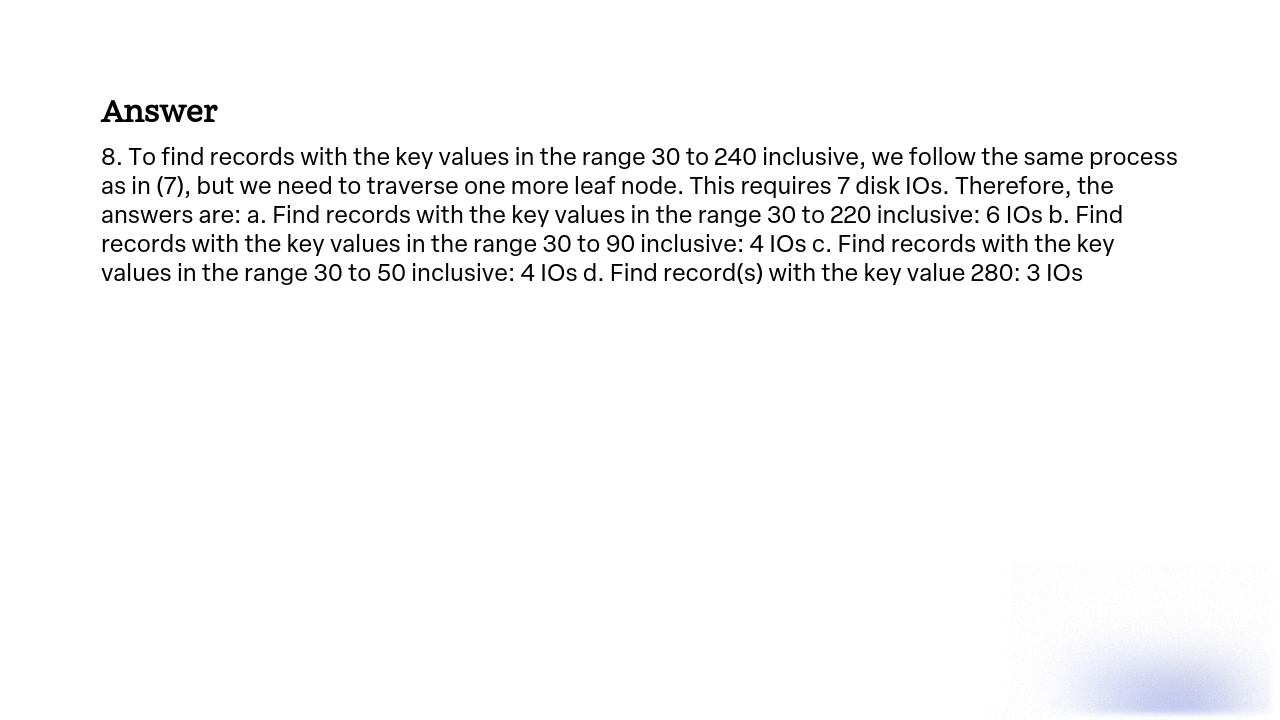 Answer
8. To find records with the key values in the range 30 to 240 inclusive, we follow the same process
as in (7), but we need to traverse one more leaf node. This requires 7 disk IOs. Therefore, the
answers are: a. Find records with the key values in the range 30 to 220 inclusive: 6 IOs b. Find
records with the key values in the range 30 to 90 inclusive: 4 IOs c. Find records with the key
values in the range 30 to 50 inclusive: 4 IOs d. Find record(s) with the key value 280: 3 IOs